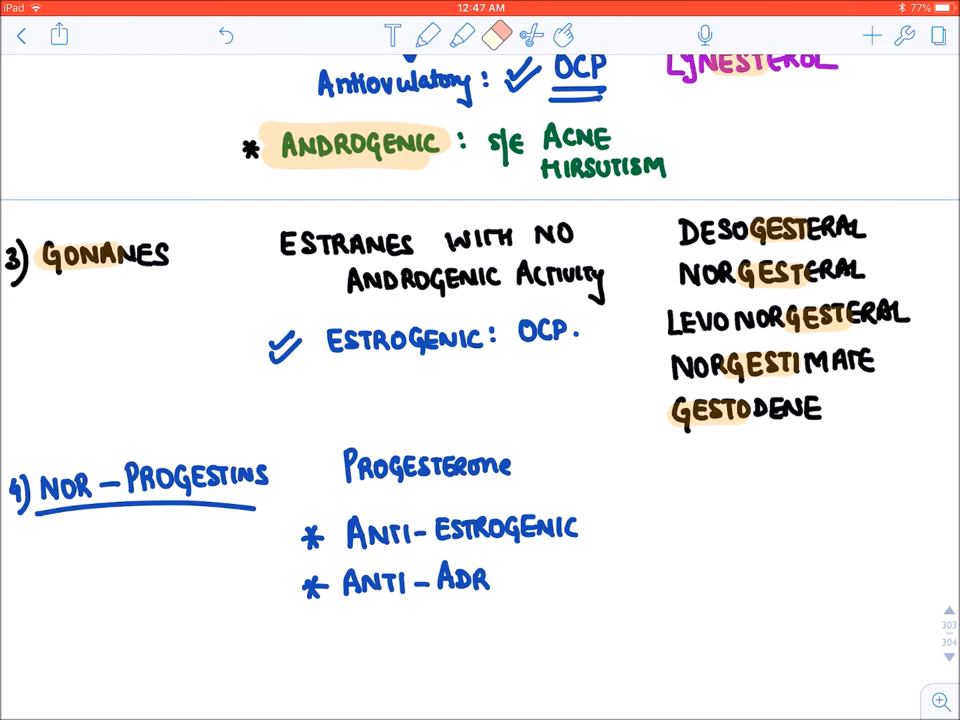 iPad 12:47 AM 77%
T
Antiovulatory : ✓ OCP
LYNESTEROL
* ANDROGENIC : S/E ACNE
HIRSUTISM
3) GONANES
ESTRANES WITH NO
ANDROGENIC ACTIVITY
ESTROGENIC : OCP.
DESOGESTERAL
NORGESTERAL
LEVONORGESTERAL
NORGESTIMATE
GESTODENE
4) NOR - PROGESTINS
PROGESTERONE
* ANTI - ESTROGENIC
* ANTI - ADR
303
304